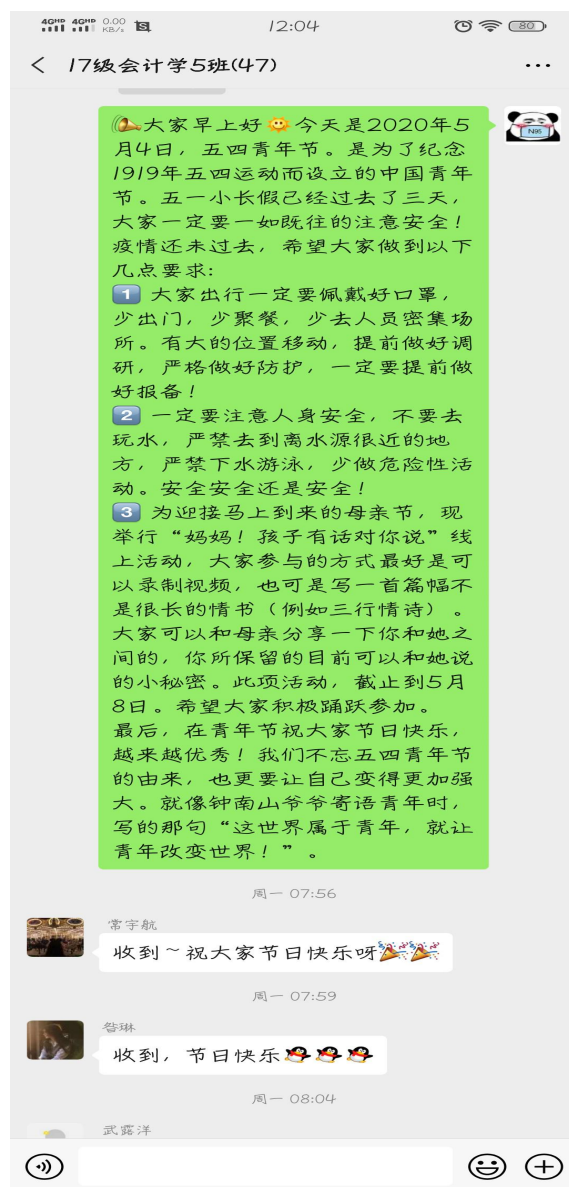 4GHD 4GHD 0.00 KB/s 12:04 80
17级会计学5班(47)
大家早上好 今天是2020年5
月4日，五四青年节。是为了纪念
1919年五四运动而设立的中国青年
节。五一小长假已经过去了三天，
大家一定要一如既往的注意安全！
疫情还未过去，希望大家做到以下
几点要求:
1 大家出行一定要佩戴好口罩，
少出门，少聚餐，少去人员密集场
所。有大的位置移动，提前做好调
研，严格做好防护，一定要提前做
好报备！
2 一定要注意人身安全，不要去
玩水，严禁去到离水源很近的地
方，严禁下水游泳，少做危险性活
动。安全安全还是安全！
3 为迎接马上到来的母亲节，现
举行“妈妈！孩子有话对你说”线
上活动，大家参与的方式最好是可
以录制视频，也可是写一首篇幅不
是很长的情书（例如三行情诗）。
大家可以和母亲分享一下你和她之
间的，你所保留的目前可以和她说
的小秘密。此项活动，截止到5月
8日。希望大家积极踊跃参加。
最后，在青年节祝大家节日快乐，
越来越优秀！我们不忘五四青年节
的由来，也更要让自己变得更加强
大。就像钟南山爷爷寄语青年时，
写的那句“这世界属于青年，就让
青年改变世界！”。
N95
周一 07:56
常宇航
收到～祝大家节日快乐呀
周一 07:59
昝琳
收到，节日快乐
周一 08:04
武露洋